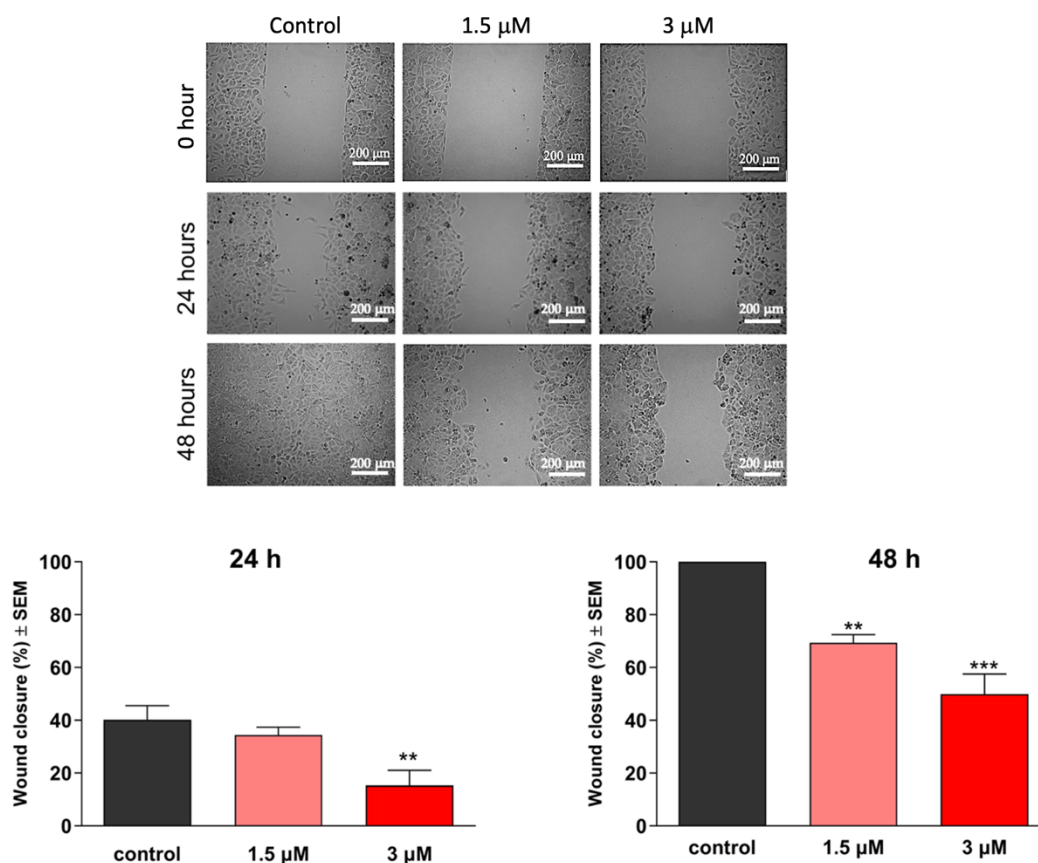 Control 1.5 μM 3 μM
0 hour
200 μm 200 μm 200 μm
24 hours
200 μm 200 μm 200 μm
48 hours
200 μm 200 μm 200 μm
24 h
Wound closure (%) ± SEM
100
80
60
40
20
0
**
control 1.5 μM 3 μM
48 h
Wound closure (%) ± SEM
100
80
60
40
20
0
**
***
control 1.5 μM 3 μM